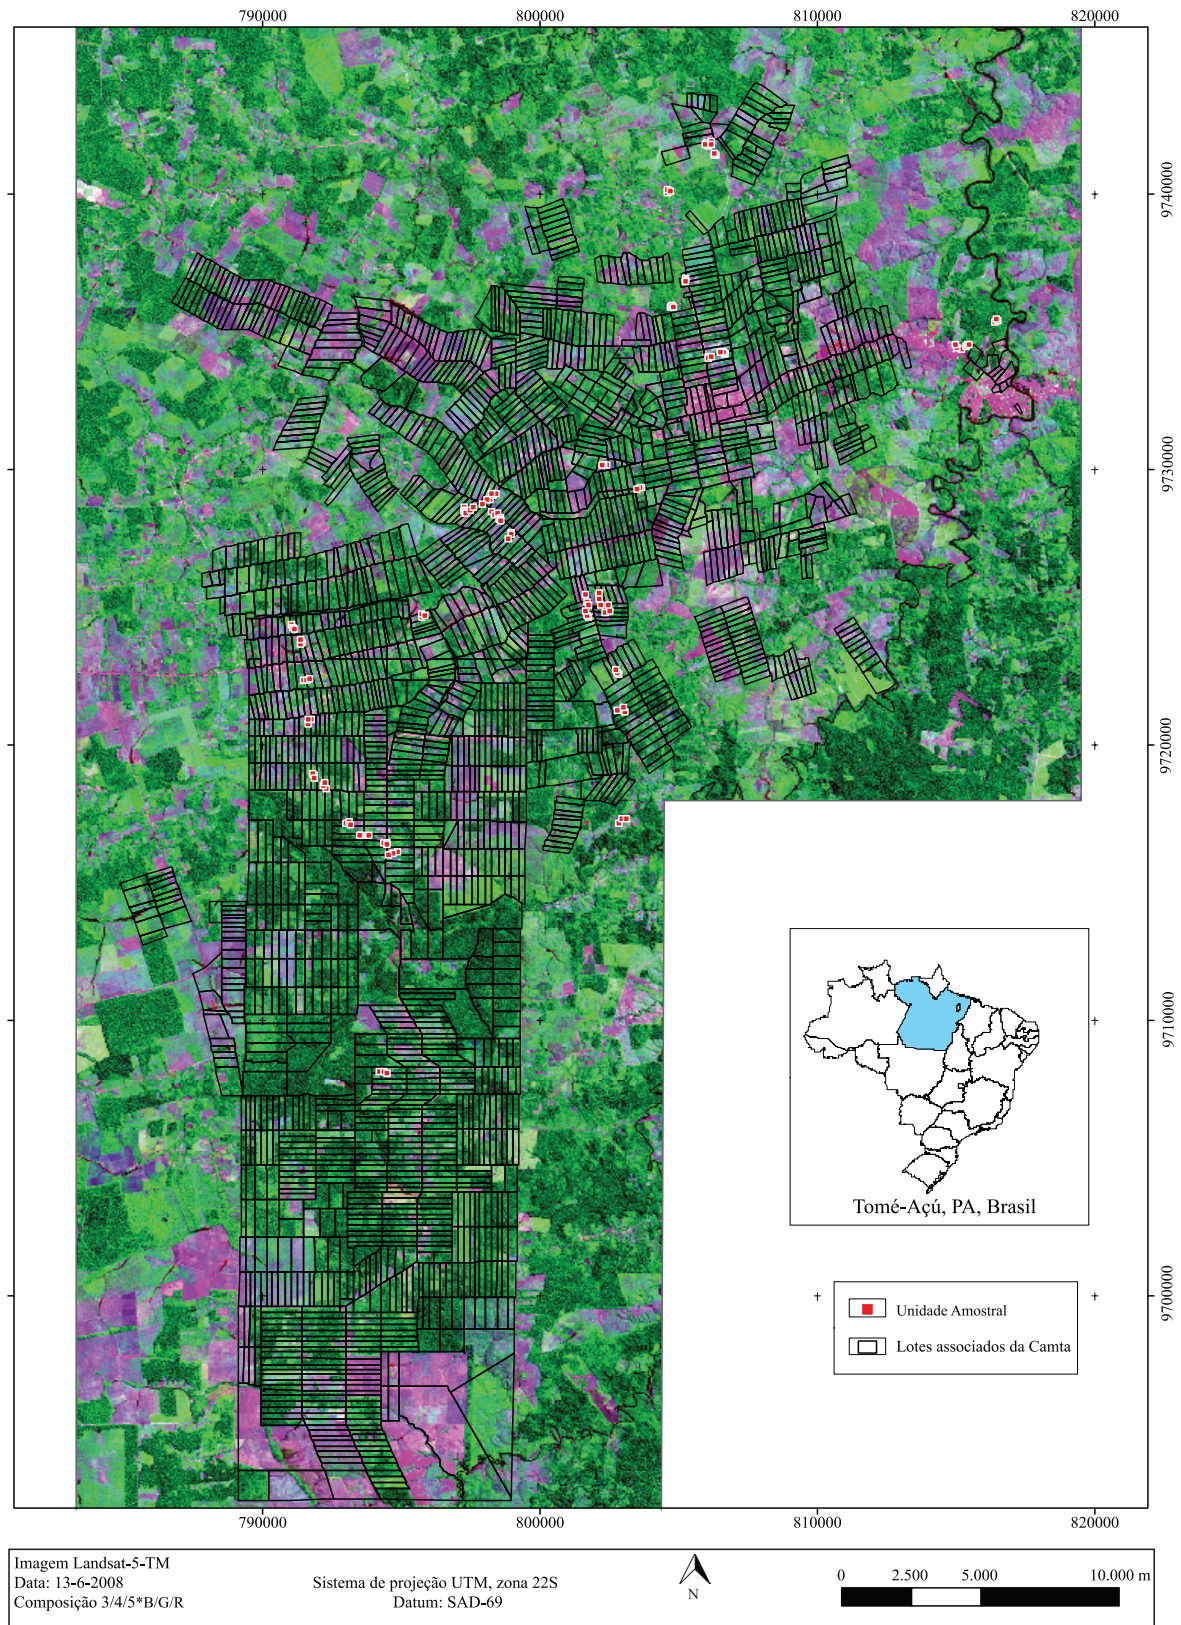 790000
800000
810000
820000
9740000
9730000
9720000
9710000
9700000
Tomé-Açú, PA, Brasil
Unidade Amostral
Lotes associados da Camta
790000
800000
810000
820000
Imagem Landsat-5-TM
Data: 13-6-2008
Composição 3/4/5*B/G/R
Sistema de projeção UTM, zona 22S
Datum: SAD-69
N
0
2.500
5.000
10.000 m